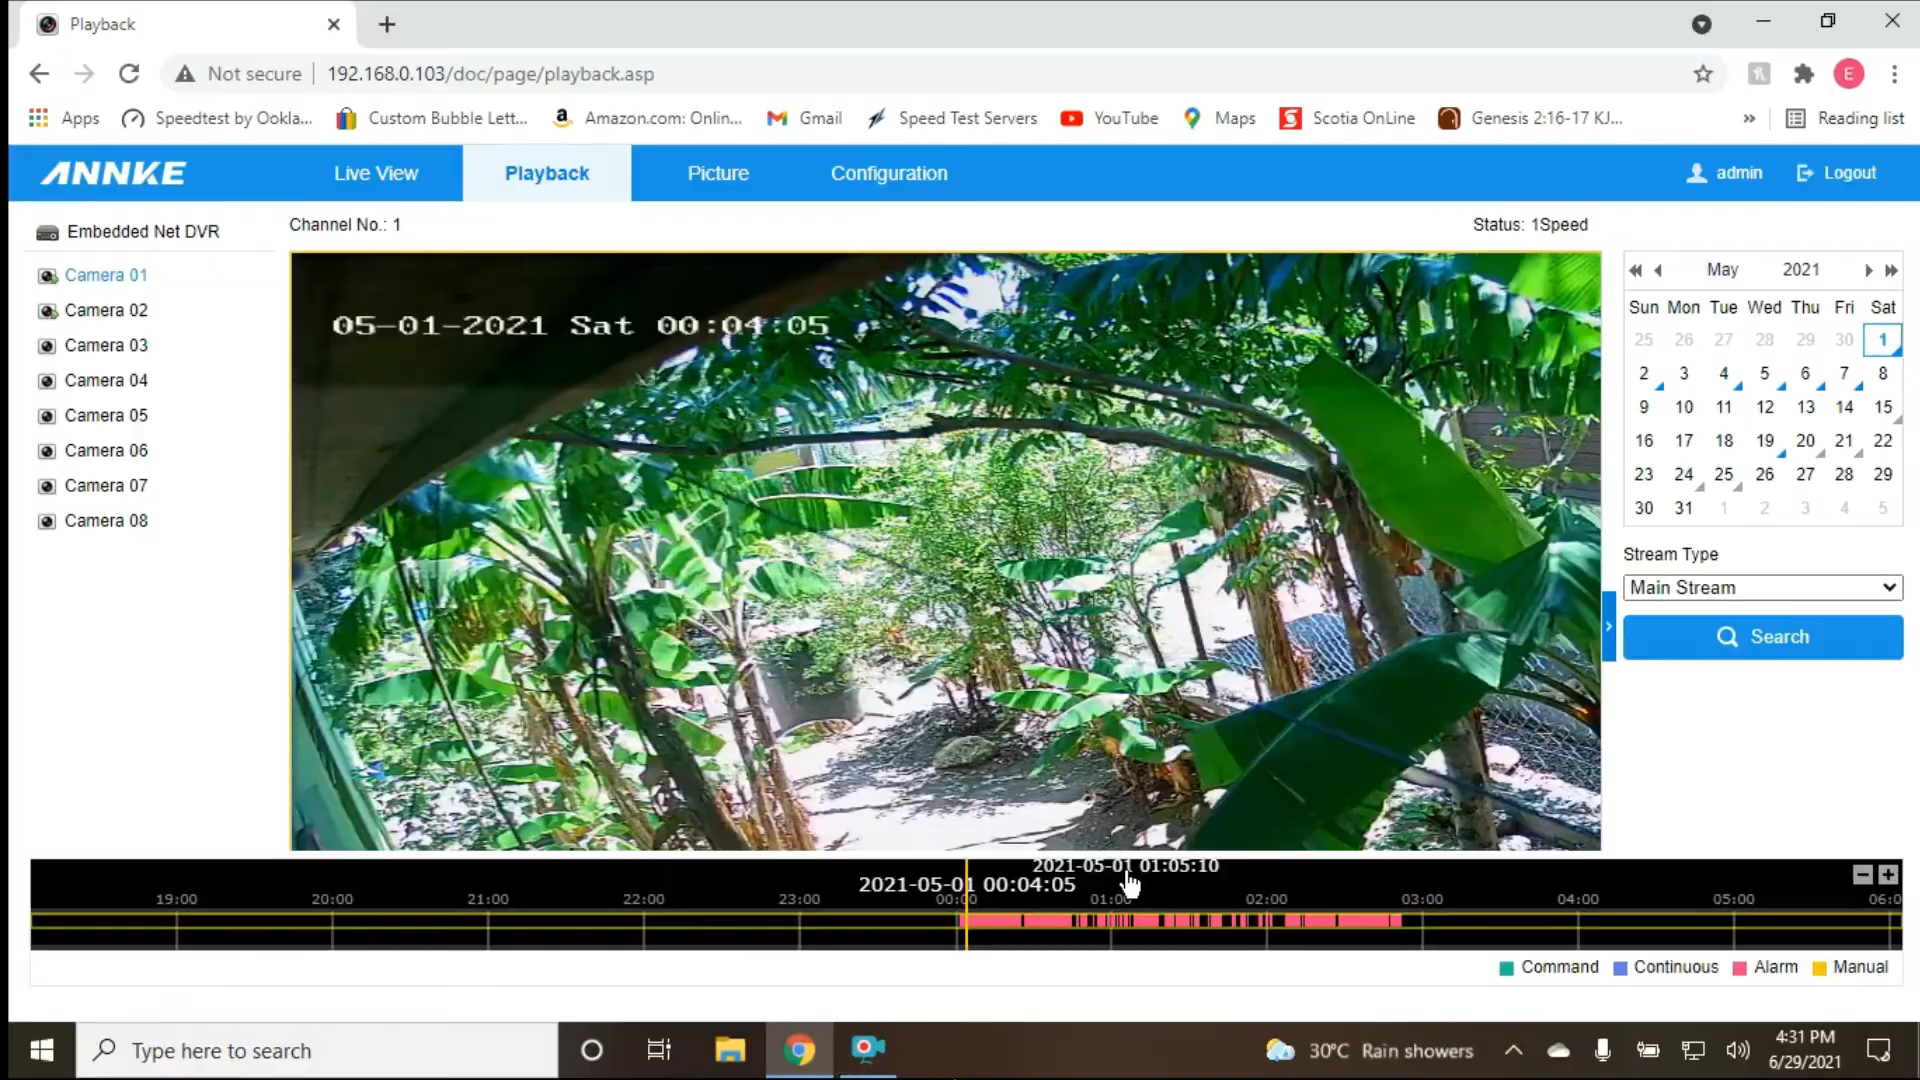 Playback
Not secure
192.168.0.103/doc/page/playback.asp
E
Apps
Speedtest by Ookla...
Custom Bubble Lett...
Amazon.com: Onlin...
Gmail
Speed Test Servers
YouTube
Maps
Scotia OnLine
Genesis 2:16-17 KJ...
»
Reading list
ANNKE
Live View
Playback
Picture
Configuration
admin
Logout
Embedded Net DVR
Camera 01
Camera 02
Camera 03
Camera 04
Camera 05
Camera 06
Camera 07
Camera 08
Channel No.: 1
Status: 1Speed
05-01-2021 Sat 00:04:05
May 2021
Sun Mon Tue Wed Thu Fri Sat
25 26 27 28 29 30 1
2 3 4 5 6 7 8
9 10 11 12 13 14 15
16 17 18 19 20 21 22
23 24 25 26 27 28 29
30 31 1 2 3 4 5
Stream Type
Main Stream
Search
2021-05-01 01:05:10
2021-05-01 00:04:05
19:00 20:00 21:00 22:00 23:00 00:00 01:00 02:00 03:00 04:00 05:00 06:0
Command
Continuous
Alarm
Manual
Type here to search
30°C Rain showers
4:31 PM
6/29/2021